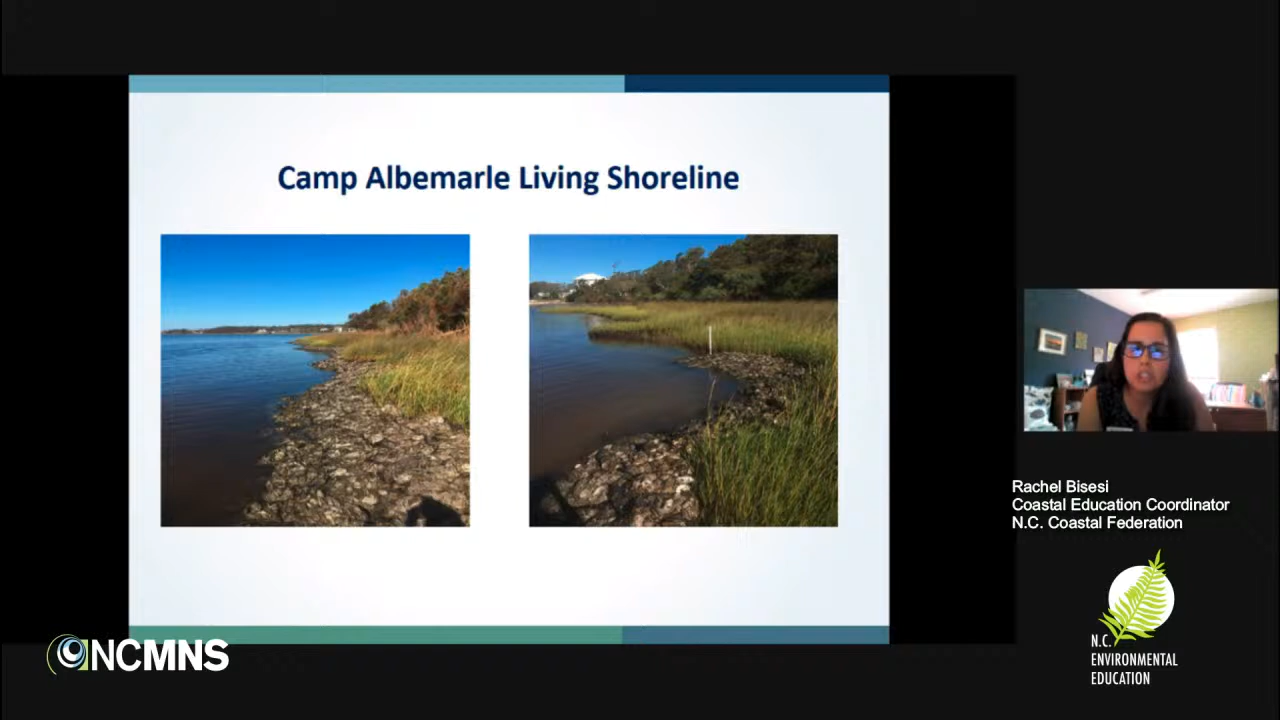 Camp Albemarle Living Shoreline
Rachel Bisesi
Coastal Education Coordinator
N.C. Coastal Federation
NCMNS
N.C.
ENVIRONMENTAL
EDUCATION